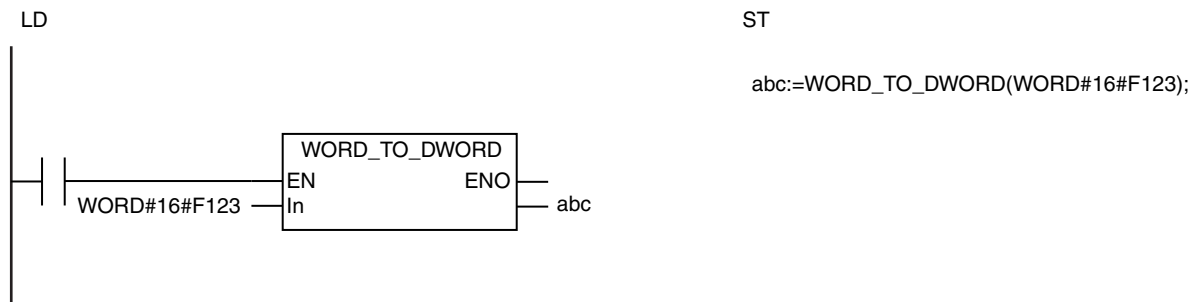 LD
ST
abc:=WORD_TO_DWORD(WORD#16#F123);
WORD_TO_DWORD
EN ENO
WORD#16#F123 In abc